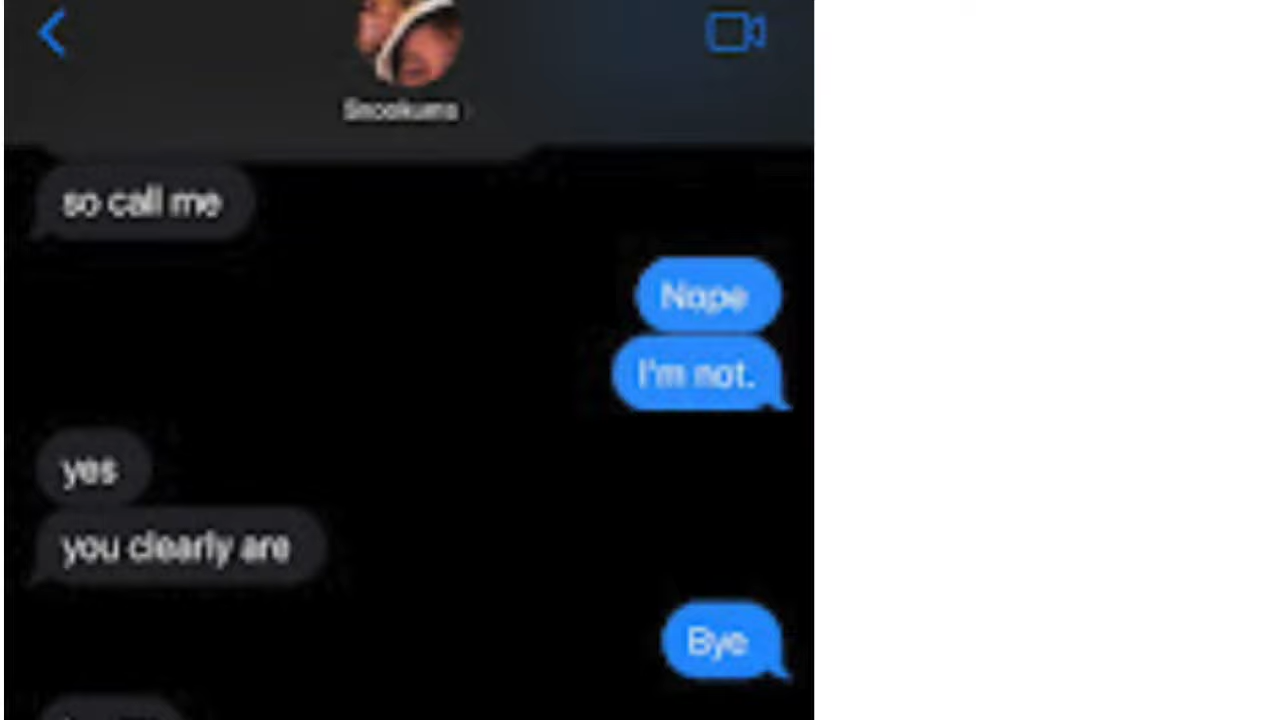 Snookums
so call me
Nope
I'm not.
yes
you clearly are
Bye